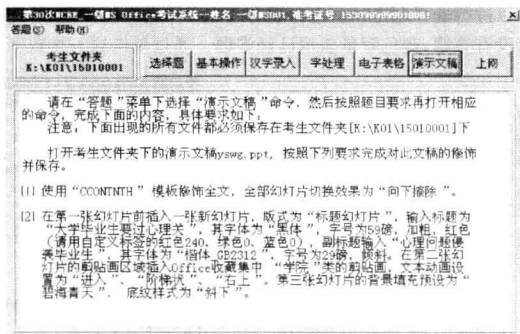 第30次NCRE 一级MS Office考试系统--姓名 一级MS001, 准考证号
答题(S) 帮助(H)
考生文件夹
K:\K01\15010001
选择题 基本操作 汉字录入 字处理 电子表格 演示文稿 上网
请在“答题”菜单下选择“演示文稿”命令，然后按照题目要求再打开相应
的命令，完成下面的内容，具体要求如下：
注意：下面出现的所有文件都必须保存在考生文件夹[K:\K01\15010001]下
打开考生文件夹下的演示文稿yswg.ppt，按照下列要求完成对此文稿的修饰
并保存。
[1] 使用“CCONTNTH”模板修饰全文，全部幻灯片切换效果为“向下擦除”。
[2] 在第一张幻灯片前插入一张新幻灯片，版式为“标题幻灯片”，输入标题为
“大学毕业生要过心理关”，其字体为“黑体”，字号为59磅，加粗，红色
（请用自定义标签的红色240、绿色0、蓝色0），副标题输入“心理问题侵
袭毕业生”，其字体为“楷体_GB2312”，字号为29磅，倾斜。在第二张幻
灯片的剪贴画区域插入Office收藏集中“学院”类的剪贴画，文本动画设
置为“进入”、“阶梯状”、“右上”。第三张幻灯片的背景填充预设为“
碧海青天”，底纹样式为“斜下”。